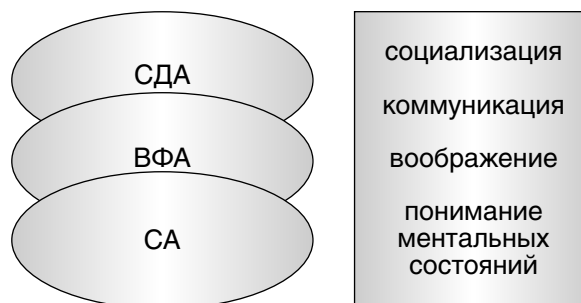 СДА
ВФА
СА
социализация
коммуникация
воображение
понимание
ментальных
состояний